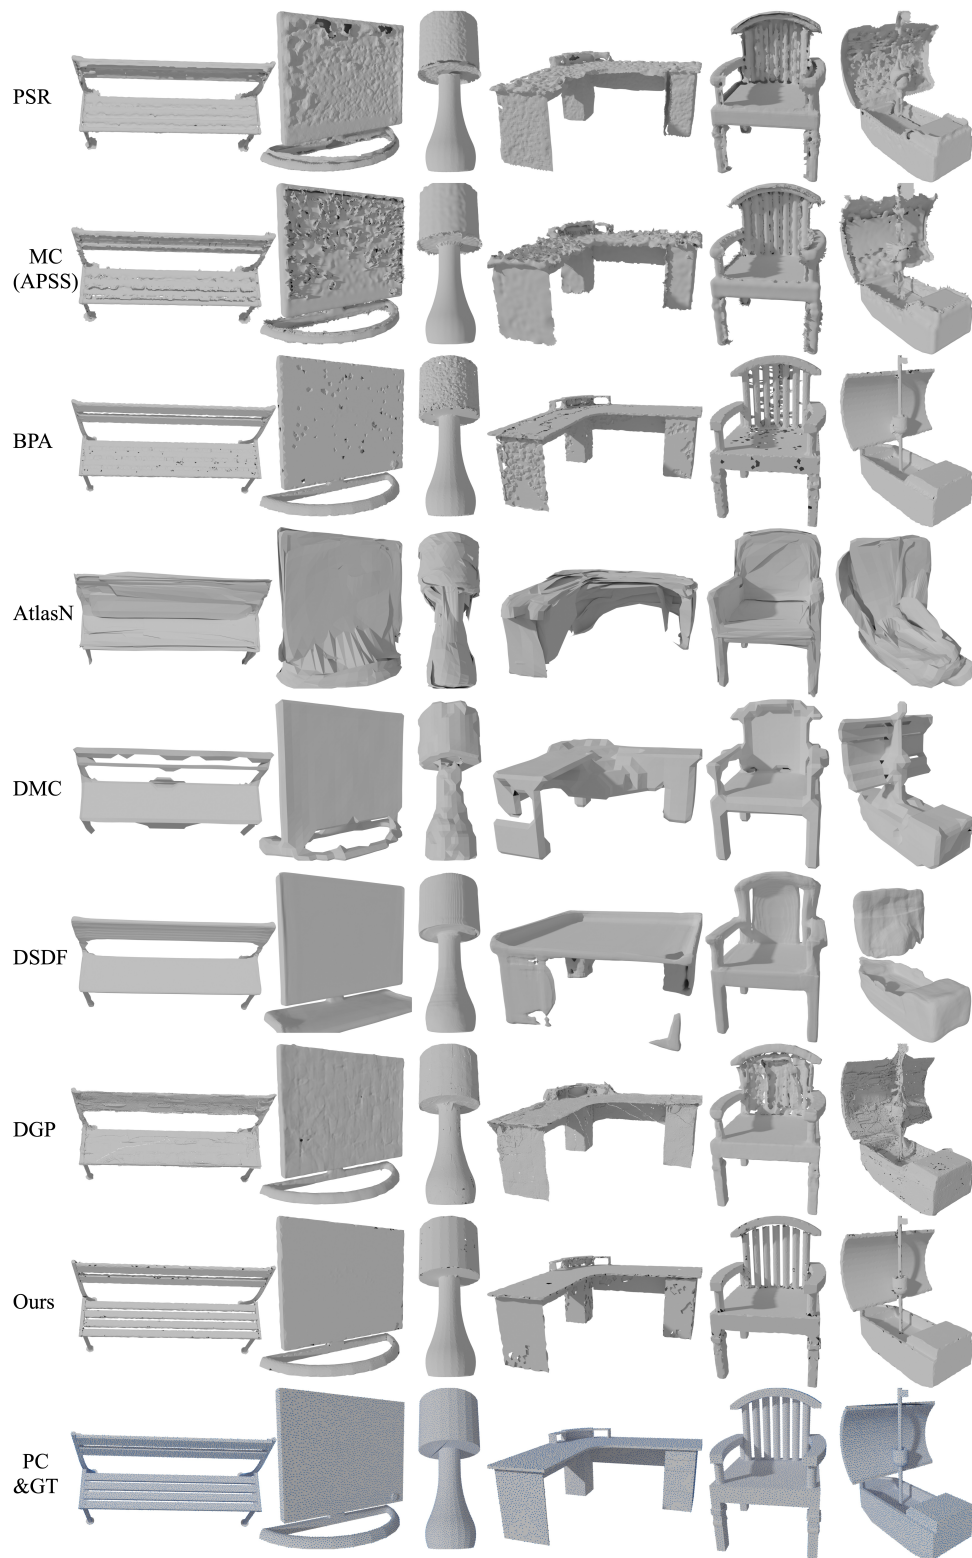 PSR
MC
(APSS)
BPA
AtlasN
DMC
DSDF
DGP
Ours
PC
&GT